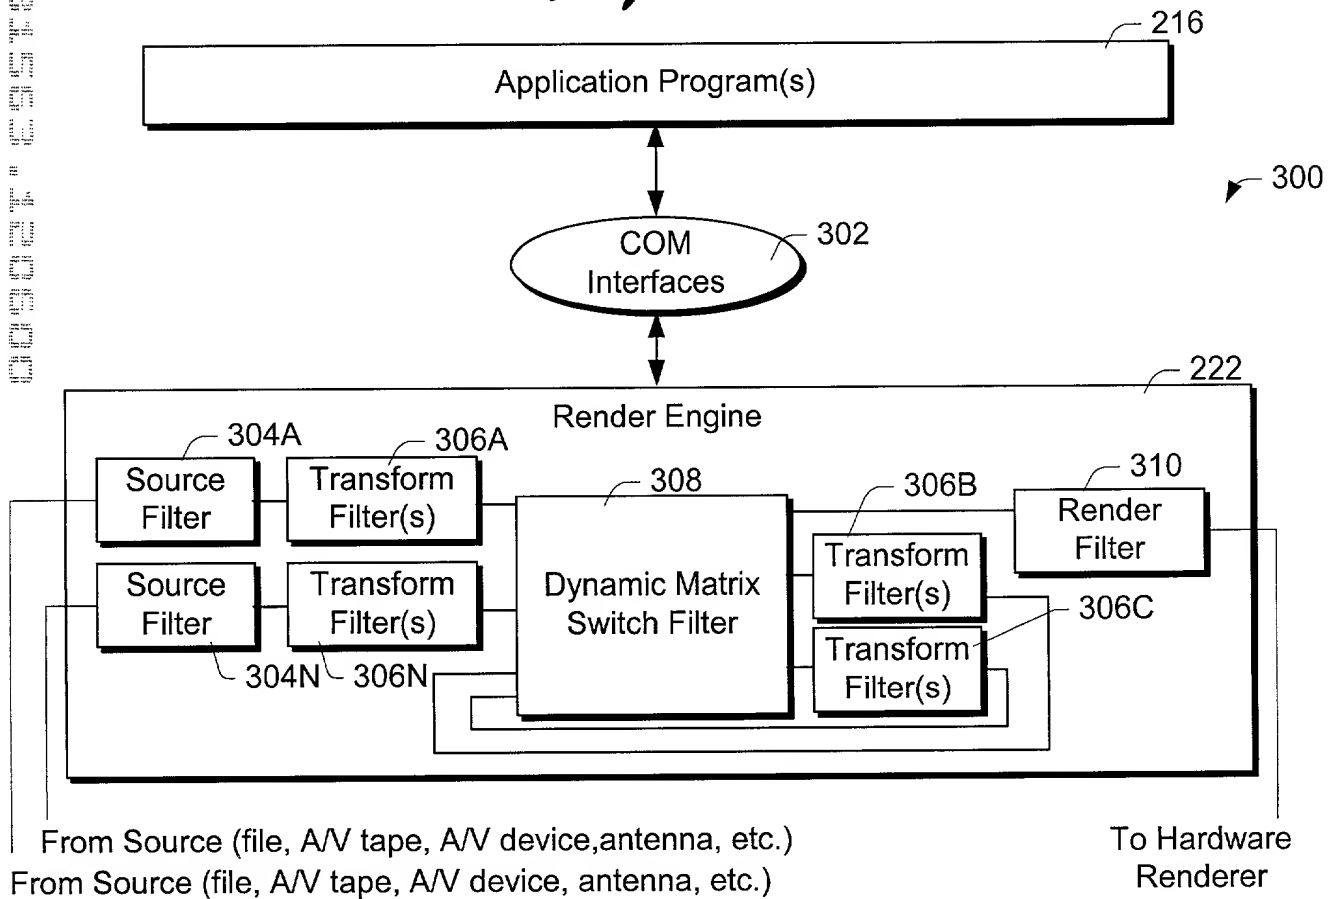 216
Application Program(s)
300
COM
Interfaces
302
222
Render Engine
304A
306A
308
306B
310
Source
Filter
Transform
Filter(s)
Render
Filter
Source
Filter
Transform
Filter(s)
Dynamic Matrix
Switch Filter
Transform
Filter(s)
306C
Transform
Filter(s)
304N
306N
From Source (file, A/V tape, A/V device,antenna, etc.)
From Source (file, A/V tape, A/V device, antenna, etc.)
To Hardware
Renderer